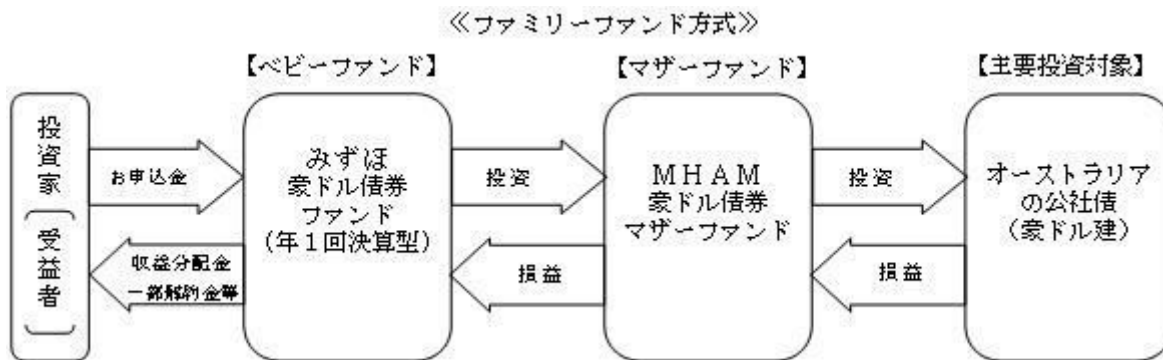 ≪ファミリーファンド方式≫
【ベビーファンド】
【マザーファンド】
【主要投資対象】
投資家
(受益者)
お申込金
収益分配金
一部解約金等
みずほ
豪ドル債券
ファンド
(年1回決算型)
投資
損益
MHAM
豪ドル債券
マザーファンド
投資
損益
オーストラリア
の公社債
(豪ドル建)